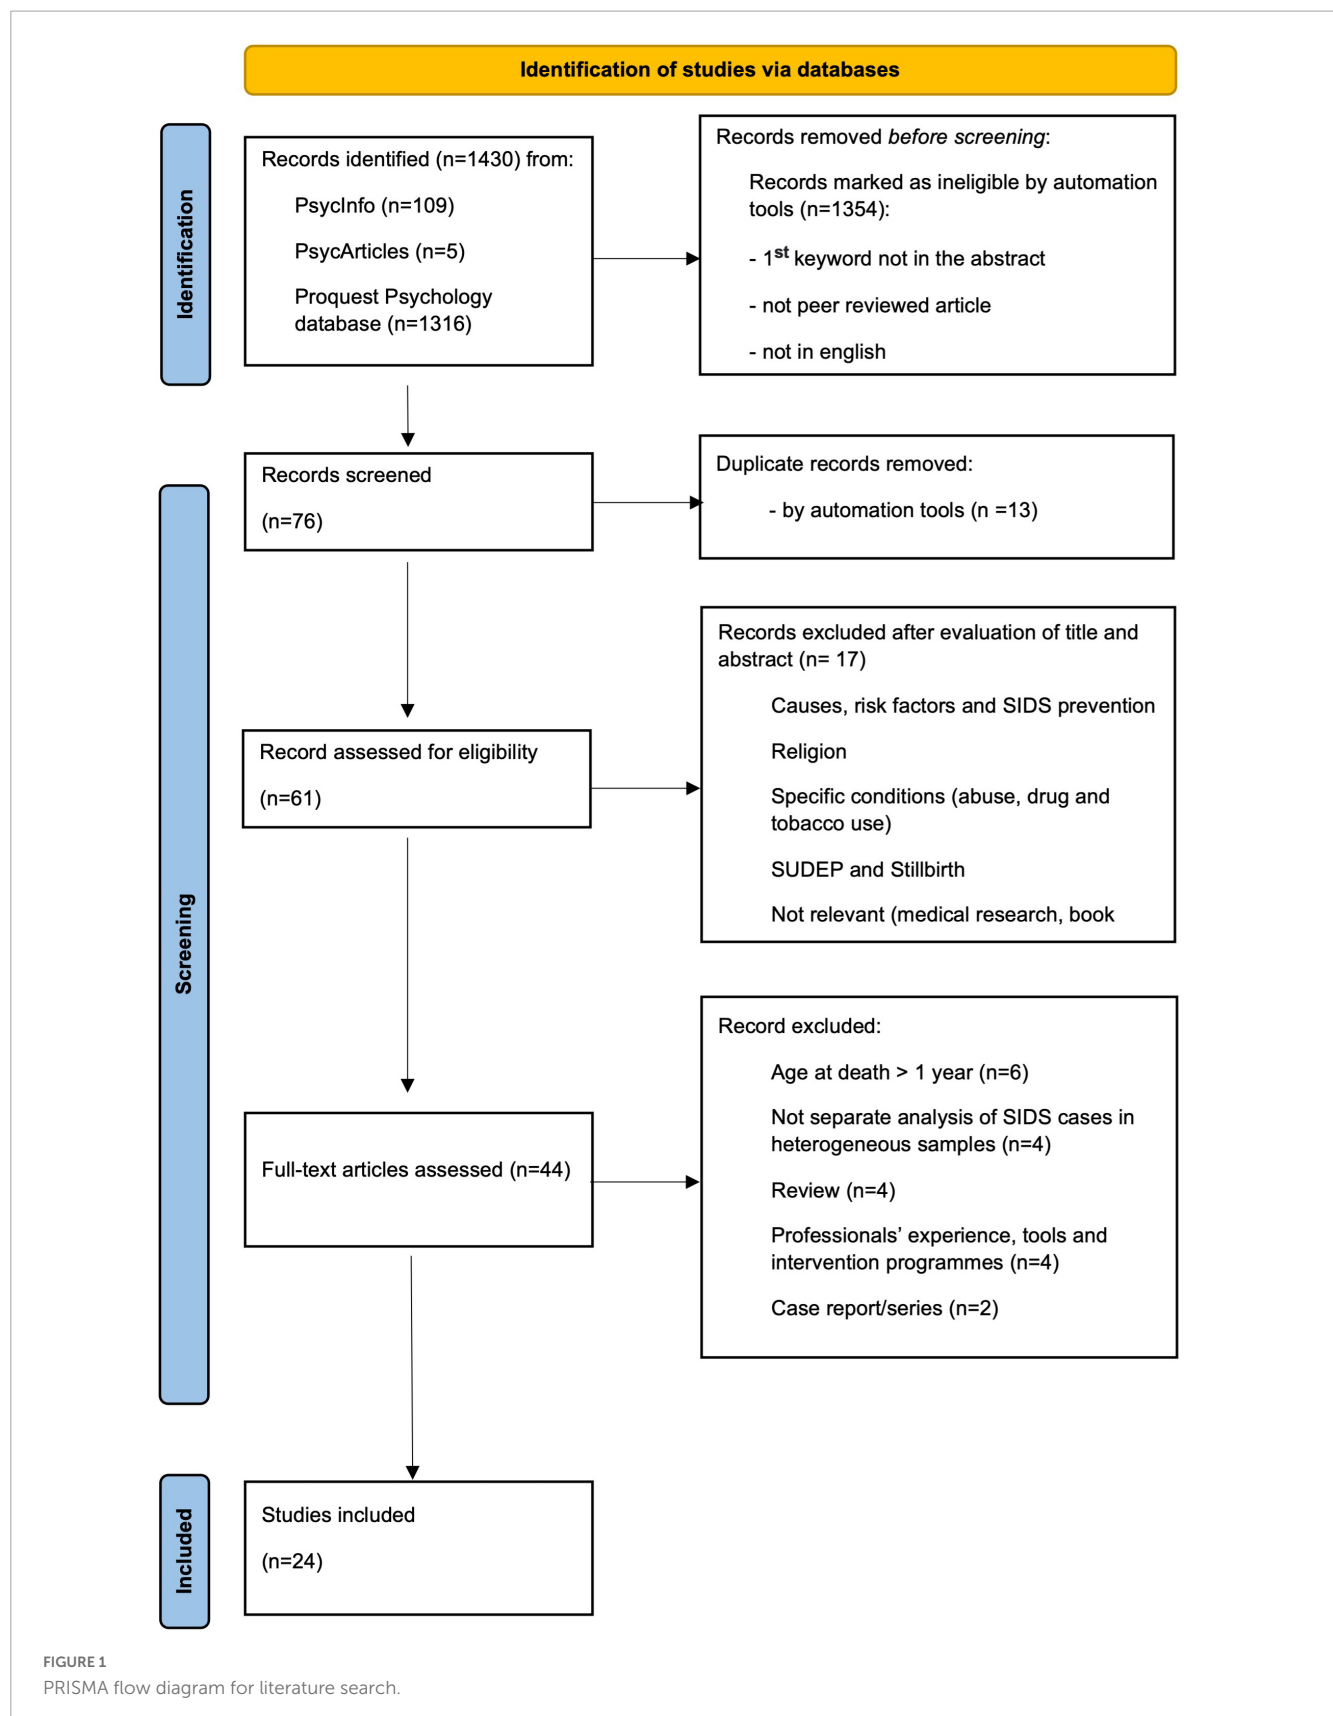 Identification of studies via databases
Identification
Records identified (n=1430) from:
PsycInfo (n=109)
PsycArticles (n=5)
Proquest Psychology
database (n=1316)
Records removed before screening:
Records marked as ineligible by automation
tools (n=1354):
- 1st keyword not in the abstract
- not peer reviewed article
- not in english
Screening
Records screened
(n=76)
Duplicate records removed:
- by automation tools (n =13)
Record assessed for eligibility
(n=61)
Records excluded after evaluation of title and
abstract (n= 17)
Causes, risk factors and SIDS prevention
Religion
Specific conditions (abuse, drug and
tobacco use)
SUDEP and Stillbirth
Not relevant (medical research, book
Full-text articles assessed (n=44)
Record excluded:
Age at death > 1 year (n=6)
Not separate analysis of SIDS cases in
heterogeneous samples (n=4)
Review (n=4)
Professionals’ experience, tools and
intervention programmes (n=4)
Case report/series (n=2)
Included
Studies included
(n=24)
FIGURE 1
PRISMA flow diagram for literature search.